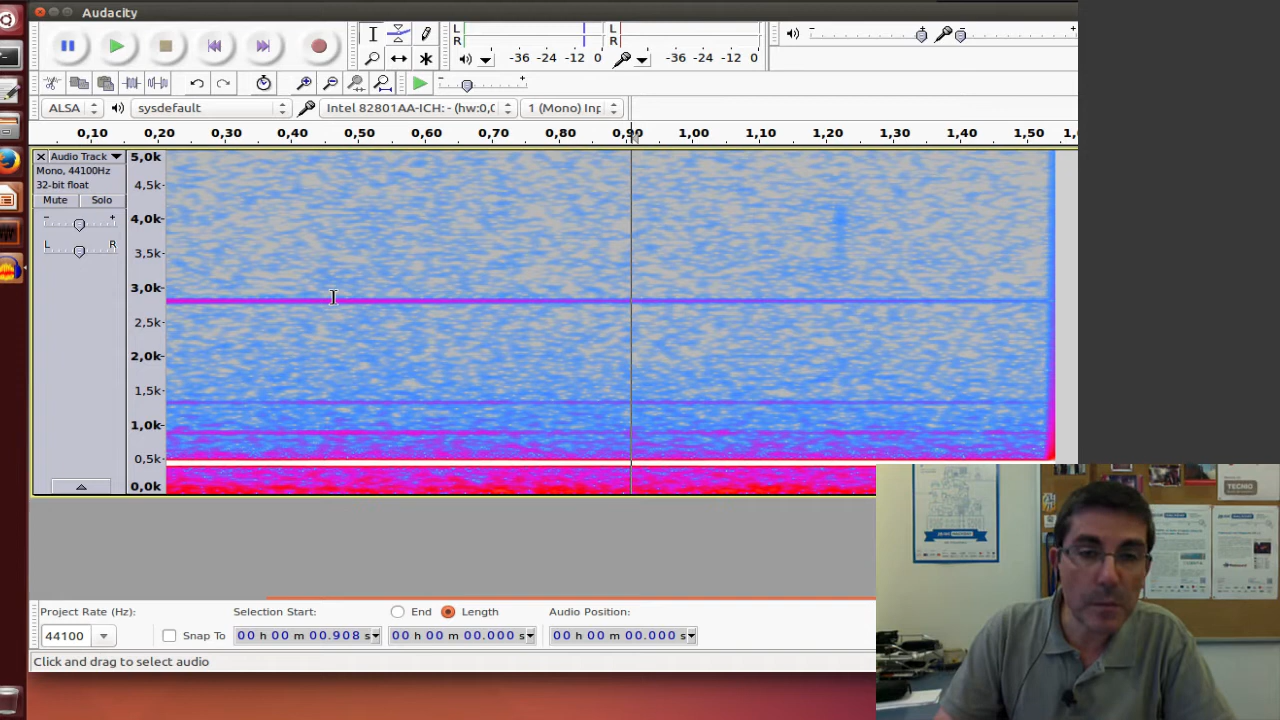 Audacity
L
R
-36 -24 -12 0
L
R
-36 -24 -12 0
ALSA
sysdefault
Intel 82801AA-ICH: - (hw:0,0
1 (Mono) Inp
0,10 0,20 0,30 0,40 0,50 0,60 0,70 0,80 0,90 1,00 1,10 1,20 1,30 1,40 1,50
Audio Track
Mono, 44100Hz
32-bit float
Mute Solo
- +
L R
5,0k
4,5k
4,0k
3,5k
3,0k
2,5k
2,0k
1,5k
1,0k
0,5k
0,0k
TECNIO
Project Rate (Hz):
Selection Start:
End
Length
Audio Position:
44100
Snap To
00 h 00 m 00.908 s
00 h 00 m 00.000 s
00 h 00 m 00.000 s
Click and drag to select audio